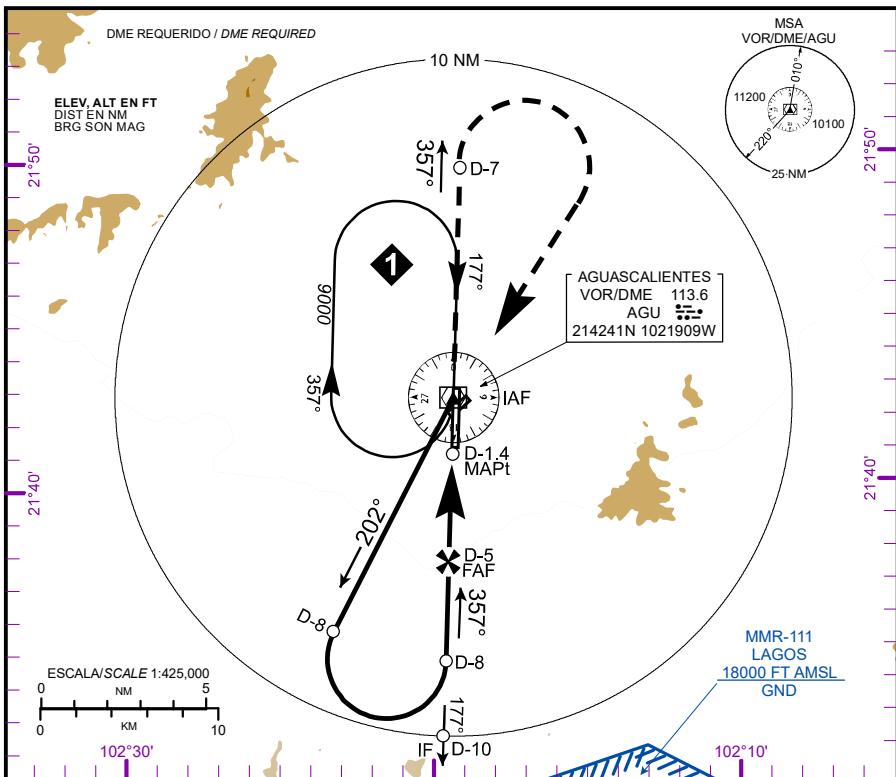 DME REQUERIDO / DME REQUIRED
ELEV, ALT EN FT
DIST EN NM
BRG SON MAG
10 NM
MSA
VOR/DME/AGU
010°
11200
10100
220°
25 NM
21°50'
21°50'
357°
D-7
1
177°
9000
357°
AGUASCALIENTES
VOR/DME 113.6
AGU
214241N 1021909W
27
9
IAF
D-1.4
MAPt
21°40'
21°40'
202°
D-5
FAF
357°
D-8
D-8
177°
IF
D-10
MMR-111
LAGOS
18000 FT AMSL
GND
ESCALA/SCALE 1:425,000
0 NM 5
0 KM 10
102°30'
102°10'